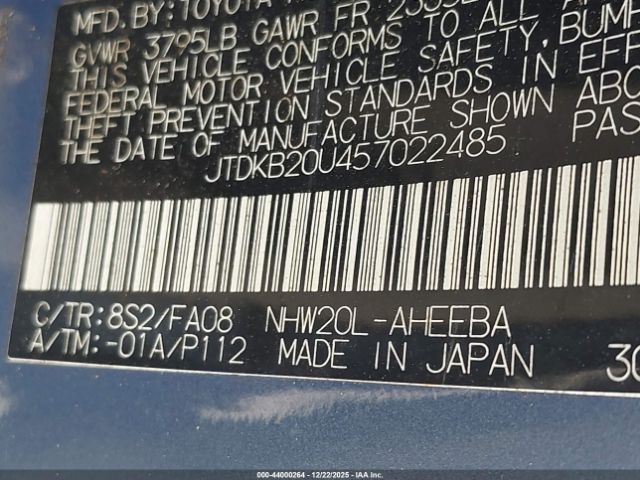 MFD. BY: TOYOTA
GVWR 3795LB GAWR FR
THIS VEHICLE CONFORMS TO ALL
FEDERAL MOTOR VEHICLE SAFETY, BUMP
THEFT PREVENTION STANDARDS IN EFF
THE DATE OF MANUFACTURE SHOWN ABO
JTDKB20U457022485 PAS
C/TR: 8S2/FA08 NHW20L-AHEEBA
A/TM: -01A/P112 MADE IN JAPAN 30
000-44000264 | 12/22/2025 - IAA Inc.